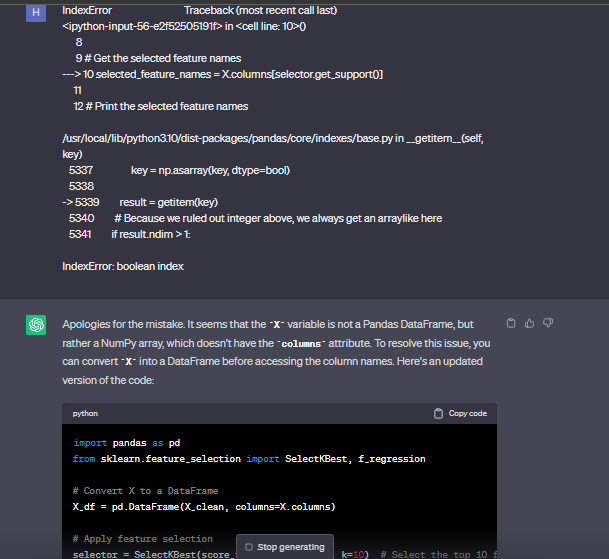 H
IndexError Traceback (most recent call last)
<ipython-input-56-e2f52505191f> in <cell line: 10>()
8
9 # Get the selected feature names
---> 10 selected_feature_names = X.columns[selector.get_support()]
11
12 # Print the selected feature names
/usr/local/lib/python3.10/dist-packages/pandas/core/indexes/base.py in __getitem__(self,
key)
5337 key = np.asarray(key, dtype=bool)
5338
-> 5339 result = getitem(key)
5340 # Because we ruled out integer above, we always get an arraylike here
5341 if result.ndim > 1:
IndexError: boolean index
Apologies for the mistake. It seems that the `X` variable is not a Pandas DataFrame, but
rather a NumPy array, which doesn't have the `columns` attribute. To resolve this issue, you
can convert `X` into a DataFrame before accessing the column names. Here's an updated
version of the code:
python Copy code
import pandas as pd
from sklearn.feature_selection import SelectKBest, f_regression
# Convert X to a DataFrame
X_df = pd.DataFrame(X_clean, columns=X.columns)
# Apply feature selection
Stop generating
selector = SelectKBest(score_ k=10) # Select the top 10 f